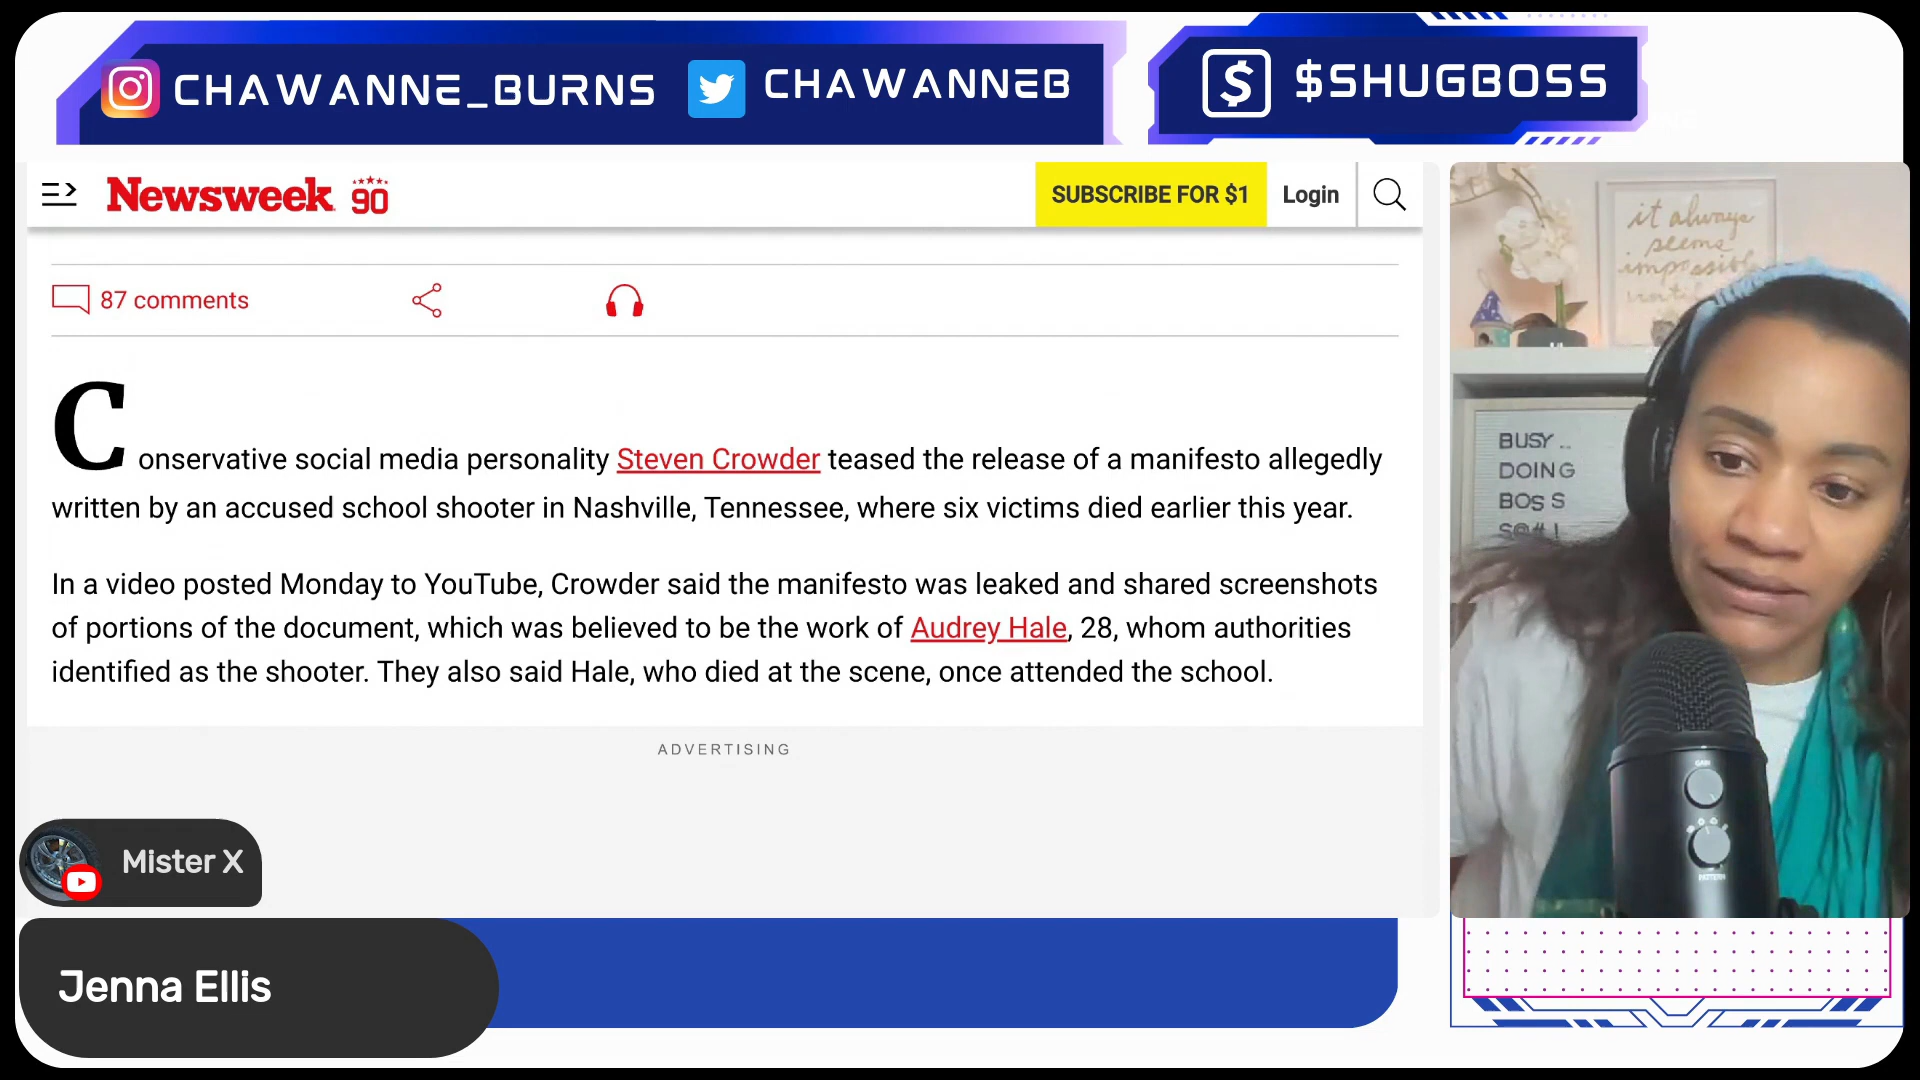 CHAWANNE_BURNS
CHAWANNEB
$SHUGBOSS
Newsweek 90
SUBSCRIBE FOR $1
Login
87 comments
Conservative social media personality Steven Crowder teased the release of a manifesto allegedly
written by an accused school shooter in Nashville, Tennessee, where six victims died earlier this year.
In a video posted Monday to YouTube, Crowder said the manifesto was leaked and shared screenshots
of portions of the document, which was believed to be the work of Audrey Hale, 28, whom authorities
identified as the shooter. They also said Hale, who died at the scene, once attended the school.
ADVERTISING
Mister X
Jenna Ellis
it always
seems
impossible
until
BUSY ..
DOING
BOSS
S@#!
GAIN
PATTERN